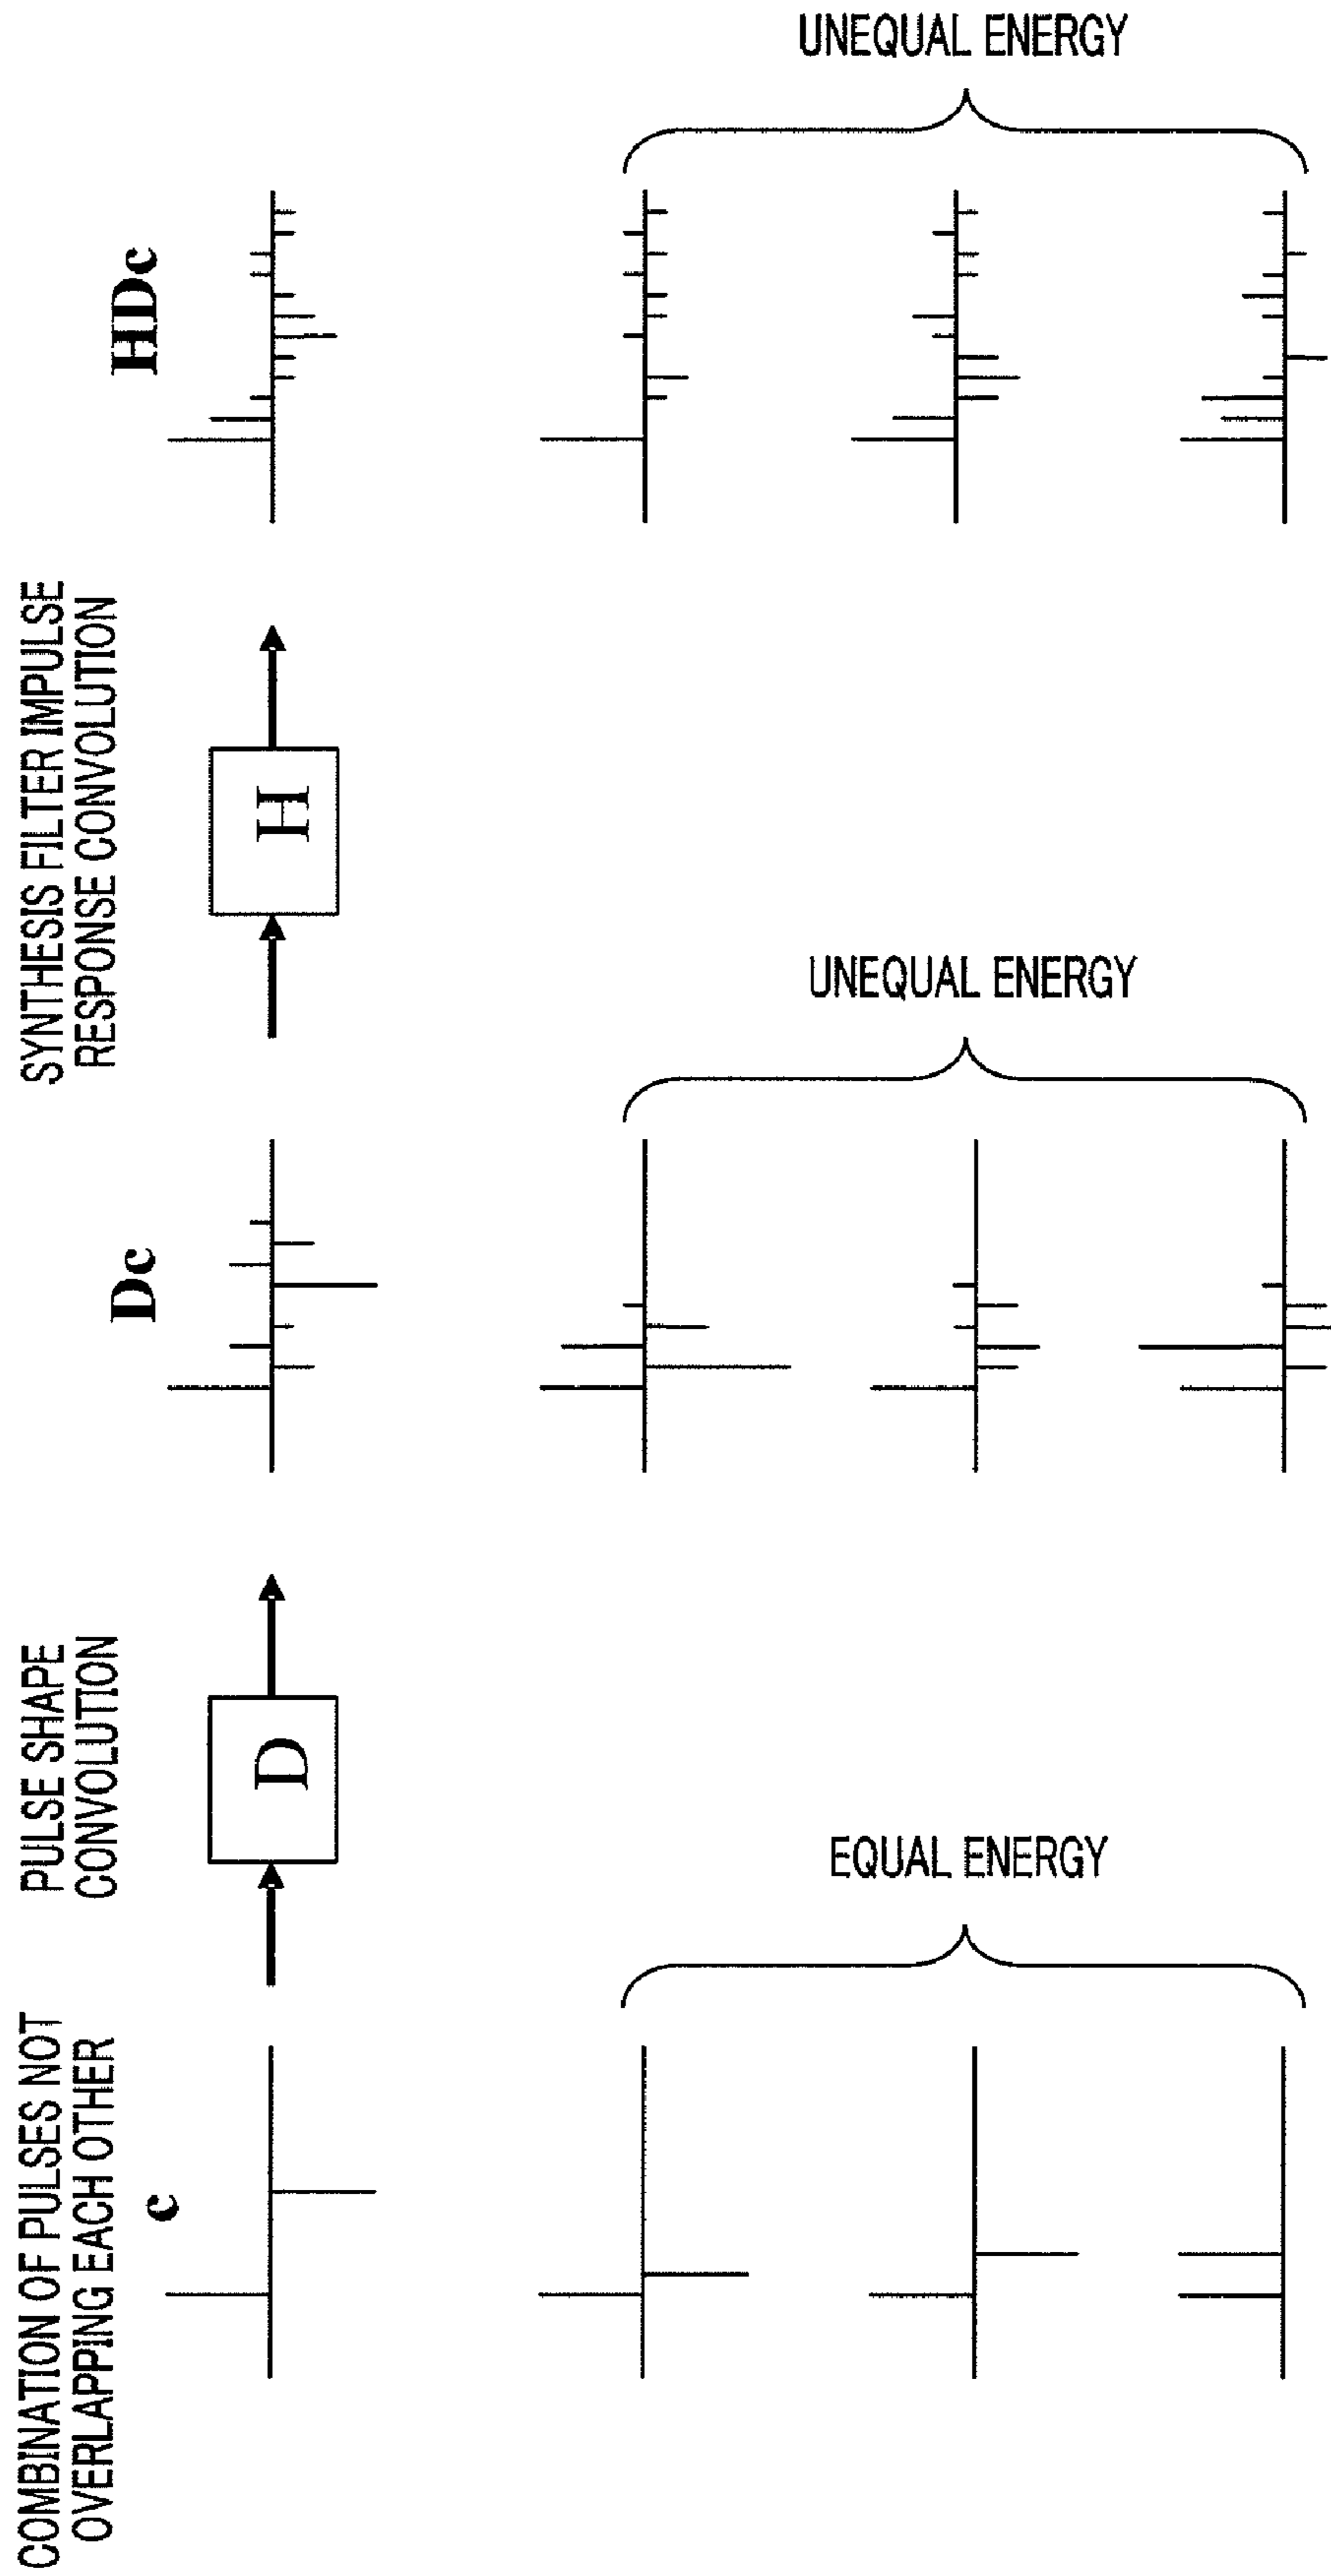 COMBINATION OF PULSES NOT
OVERLAPPING EACH OTHER
PULSE SHAPE
CONVOLUTION
SYNTHESIS FILTER IMPULSE
RESPONSE CONVOLUTION
c
D
Dc
H
HDc
EQUAL ENERGY
UNEQUAL ENERGY
UNEQUAL ENERGY